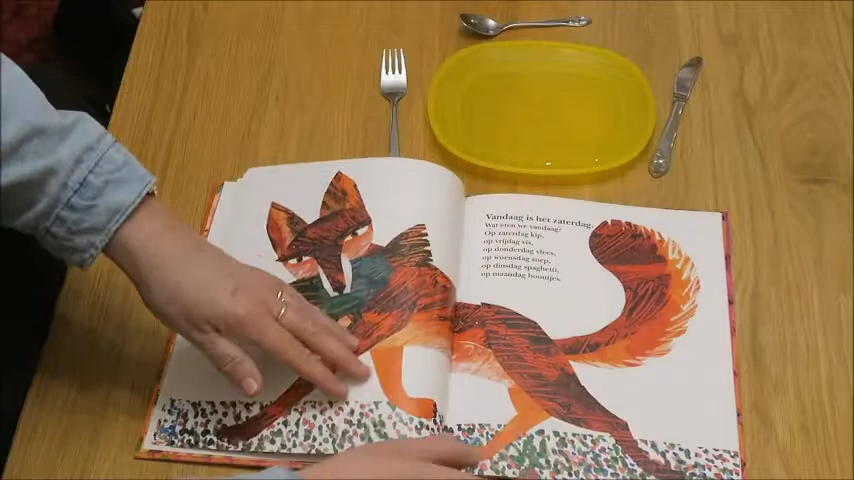 Vandaag is het zaterdag.
Wat eten we vandaag?
Op zaterdag kip,
op vrijdag vis,
op donderdag vlees,
op woensdag soep,
op dinsdag spaghetti,
op maandag boontjes.